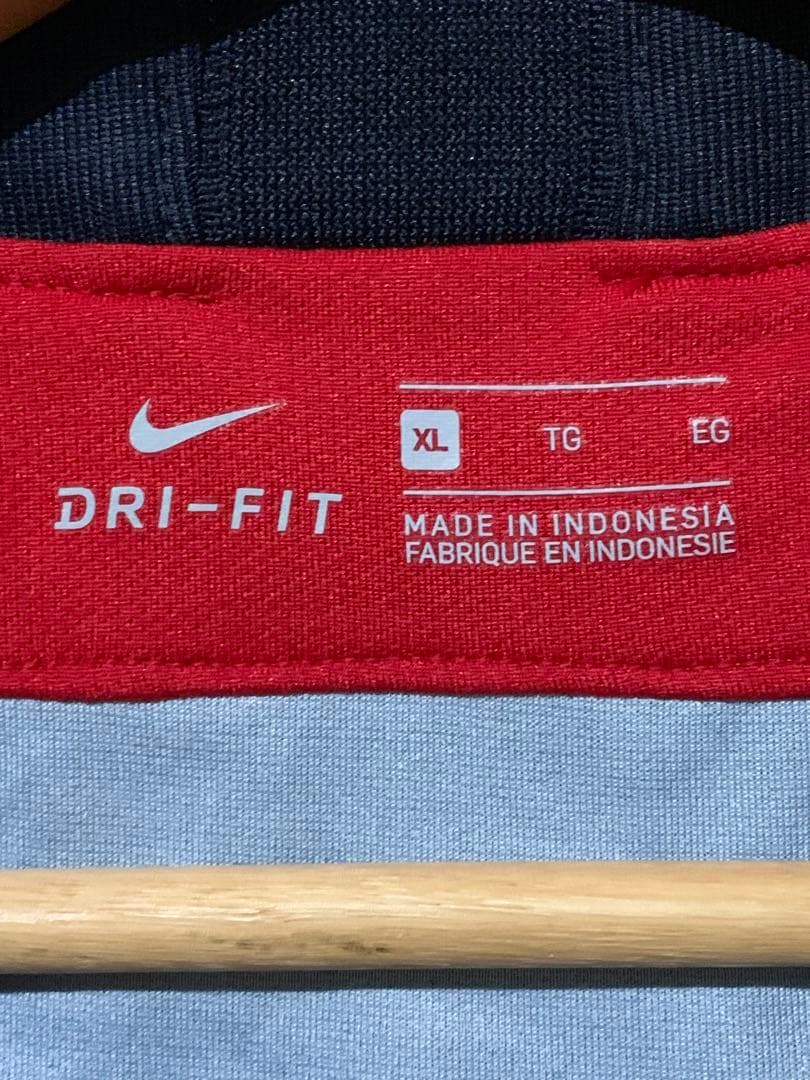 DRI-FIT
XL TG EG
MADE IN INDONESIA
FABRIQUE EN INDONESIE